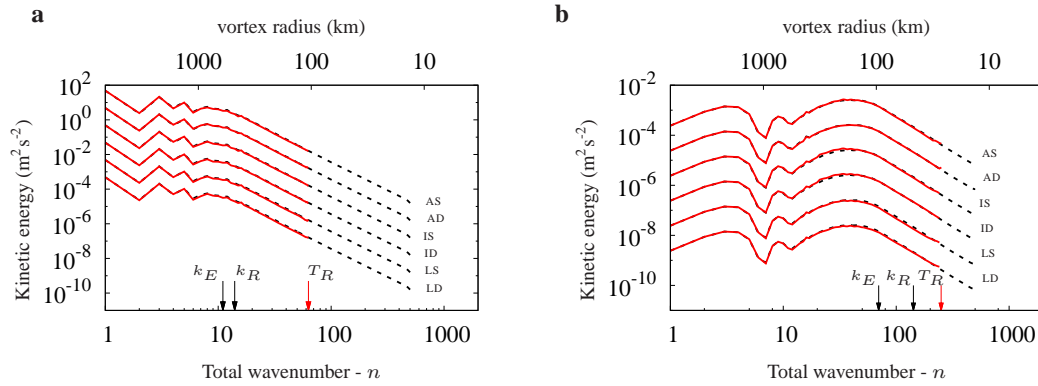 a
vortex radius (km)
1000 100 10
10^2
10^0
10^-2
10^-4
10^-6
10^-8
10^-10
Kinetic energy (m^2 s^-2)
AS
AD
IS
ID
LS
LD
k_E k_R T_R
1 10 100 1000
Total wavenumber - n
b
vortex radius (km)
1000 100 10
10^-2
10^-4
10^-6
10^-8
10^-10
Kinetic energy (m^2 s^-2)
AS
AD
IS
ID
LS
LD
k_E k_R T_R
1 10 100 1000
Total wavenumber - n